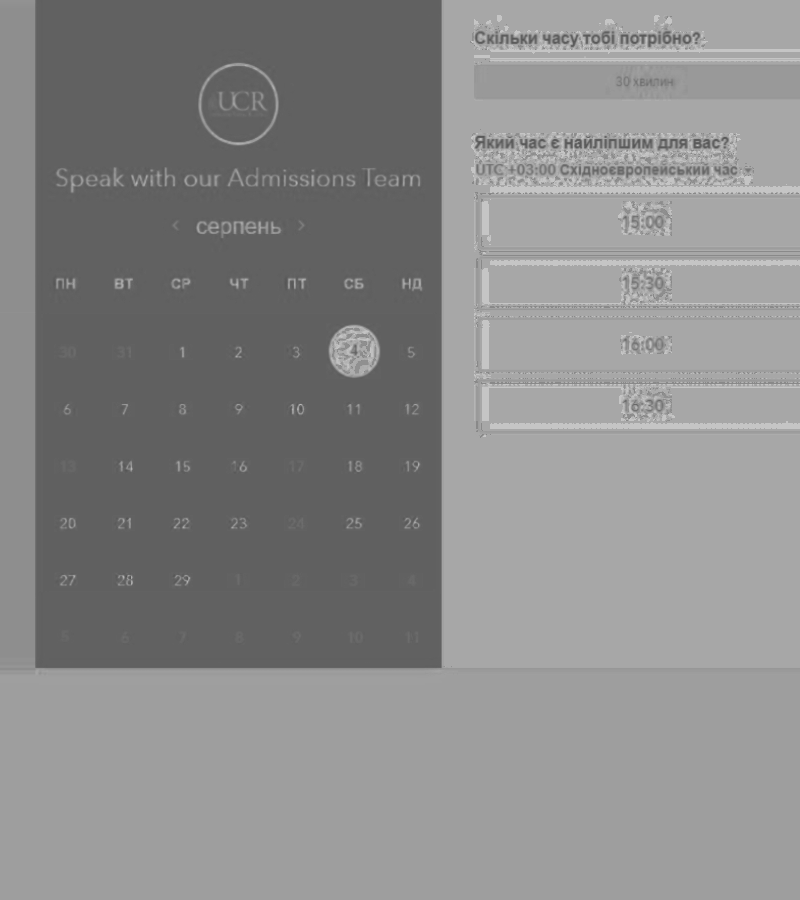 UCR
Speak with our Admissions Team
< серпень >
ПН ВТ СР ЧТ ПТ СБ НД
30 31 1 2 3 4 5
6 7 8 9 10 11 12
13 14 15 16 17 18 19
20 21 22 23 24 25 26
27 28 29 1 2 3 4
5 6 7 8 9 10 11
Скільки часу тобі потрібно?
30 хвилин
Який час є найліпшим для вас?
UTC +03:00 Східноєвропейський час
15:00
15:30
16:00
16:30